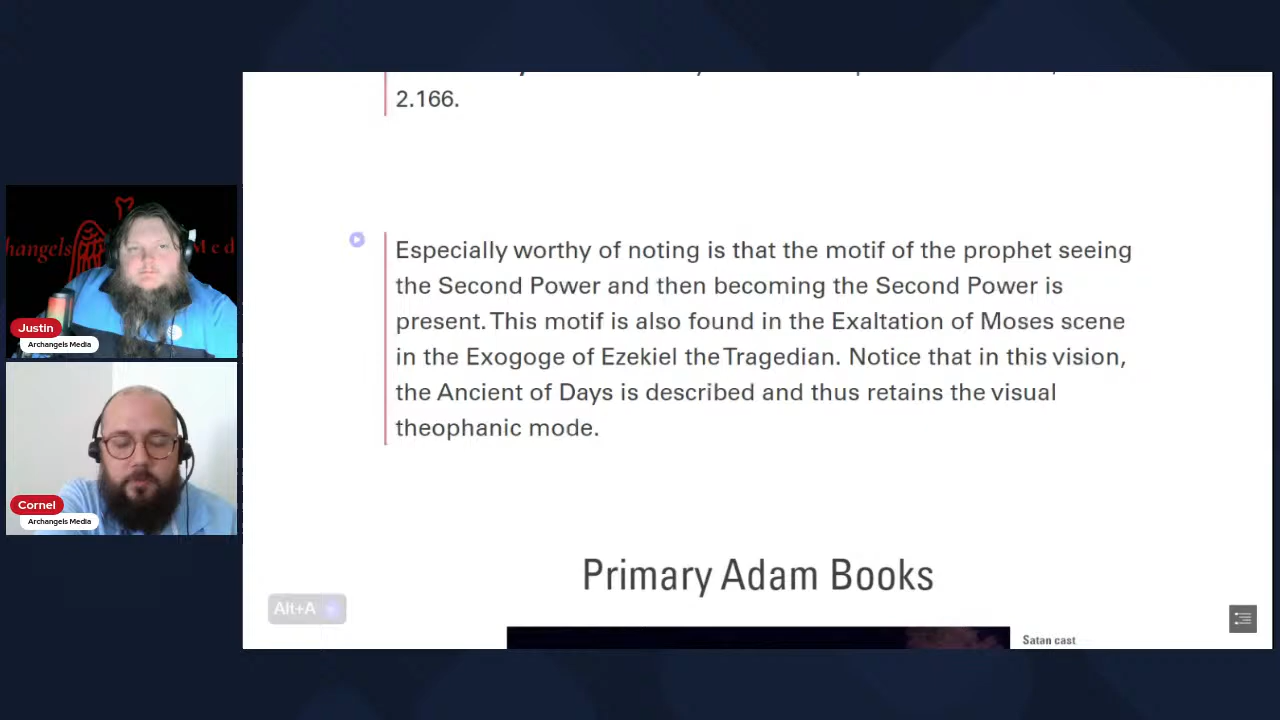 2.166.
Especially worthy of noting is that the motif of the prophet seeing
the Second Power and then becoming the Second Power is
present. This motif is also found in the Exaltation of Moses scene
in the Exogoge of Ezekiel the Tragedian. Notice that in this vision,
the Ancient of Days is described and thus retains the visual
theophanic mode.
Primary Adam Books
Satan cast
Alt+A
hangels Med
Justin
Archangels Media
Cornel
Archangels Media